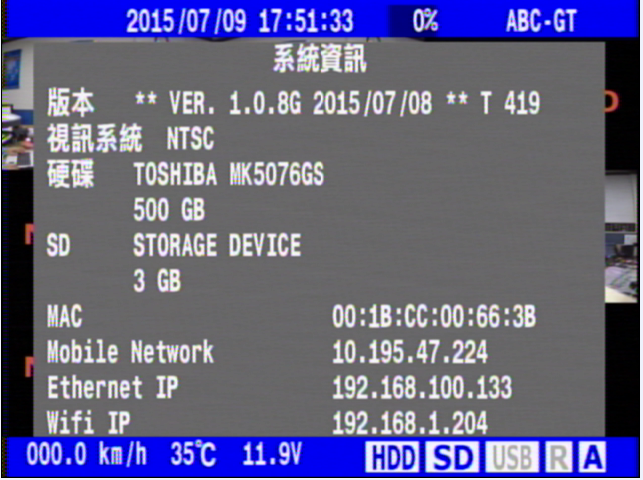 2015/07/09 17:51:33 0% ABC-GT
系統資訊
版本 ** VER. 1.0.8G 2015/07/08 ** T 419
視訊系統 NTSC
硬碟 TOSHIBA MK5076GS
500 GB
SD STORAGE DEVICE
3 GB
MAC 00:1B:CC:00:66:3B
Mobile Network 10.195.47.224
Ethernet IP 192.168.100.133
Wifi IP 192.168.1.204
000.0 km/h 35℃ 11.9V HDD SD USB R A